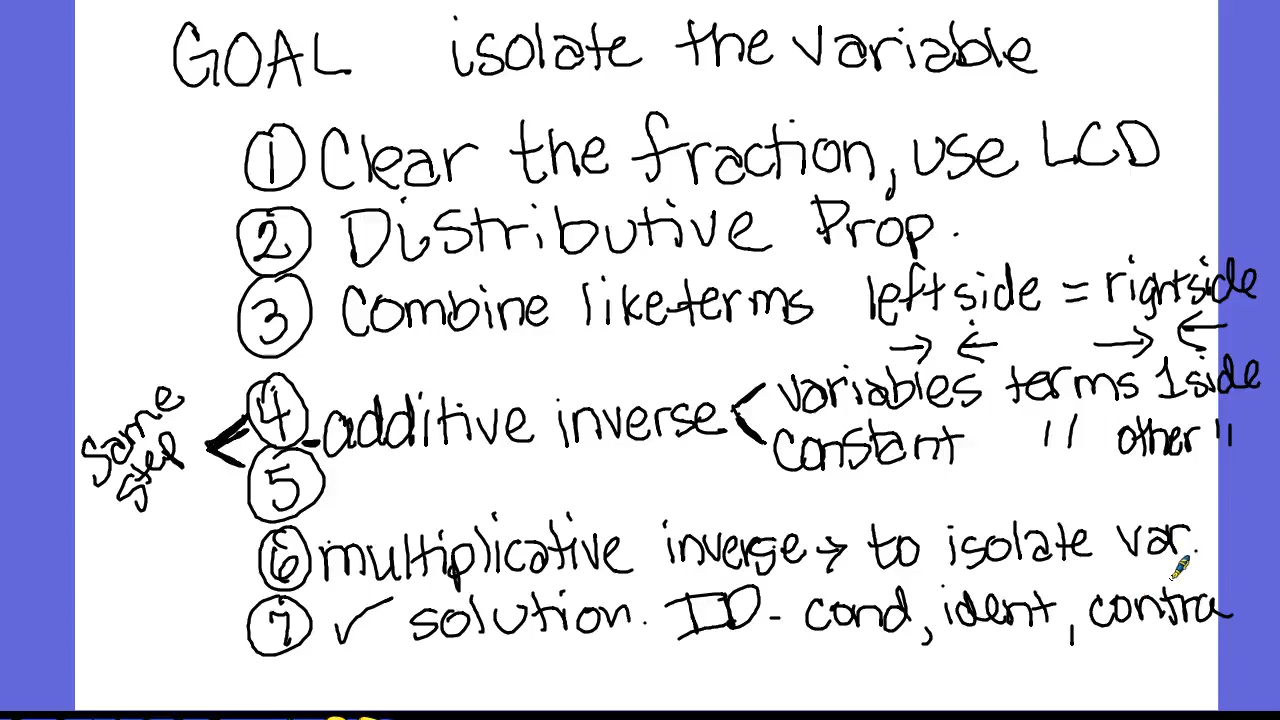 GOAL isolate the variable
① Clear the fraction, use LCD
② Distributive Prop.
③ Combine like terms left side = right side
→ ← → ←
same step < ④ - additive inverse < variables terms 1 side
constant " other "
⑤
⑥ multiplicative inverse → to isolate var.
⑦ ✓ solution. ID - cond, ident, contra